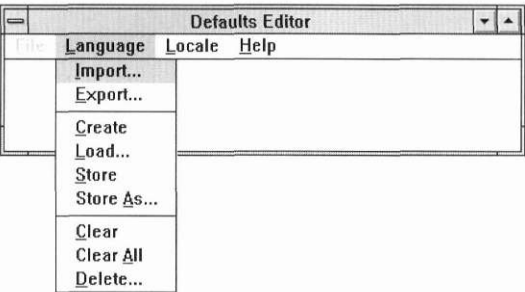 Defaults Editor
File Language Locale Help
Import...
Export...
Create
Load...
Store
Store As...
Clear
Clear All
Delete...